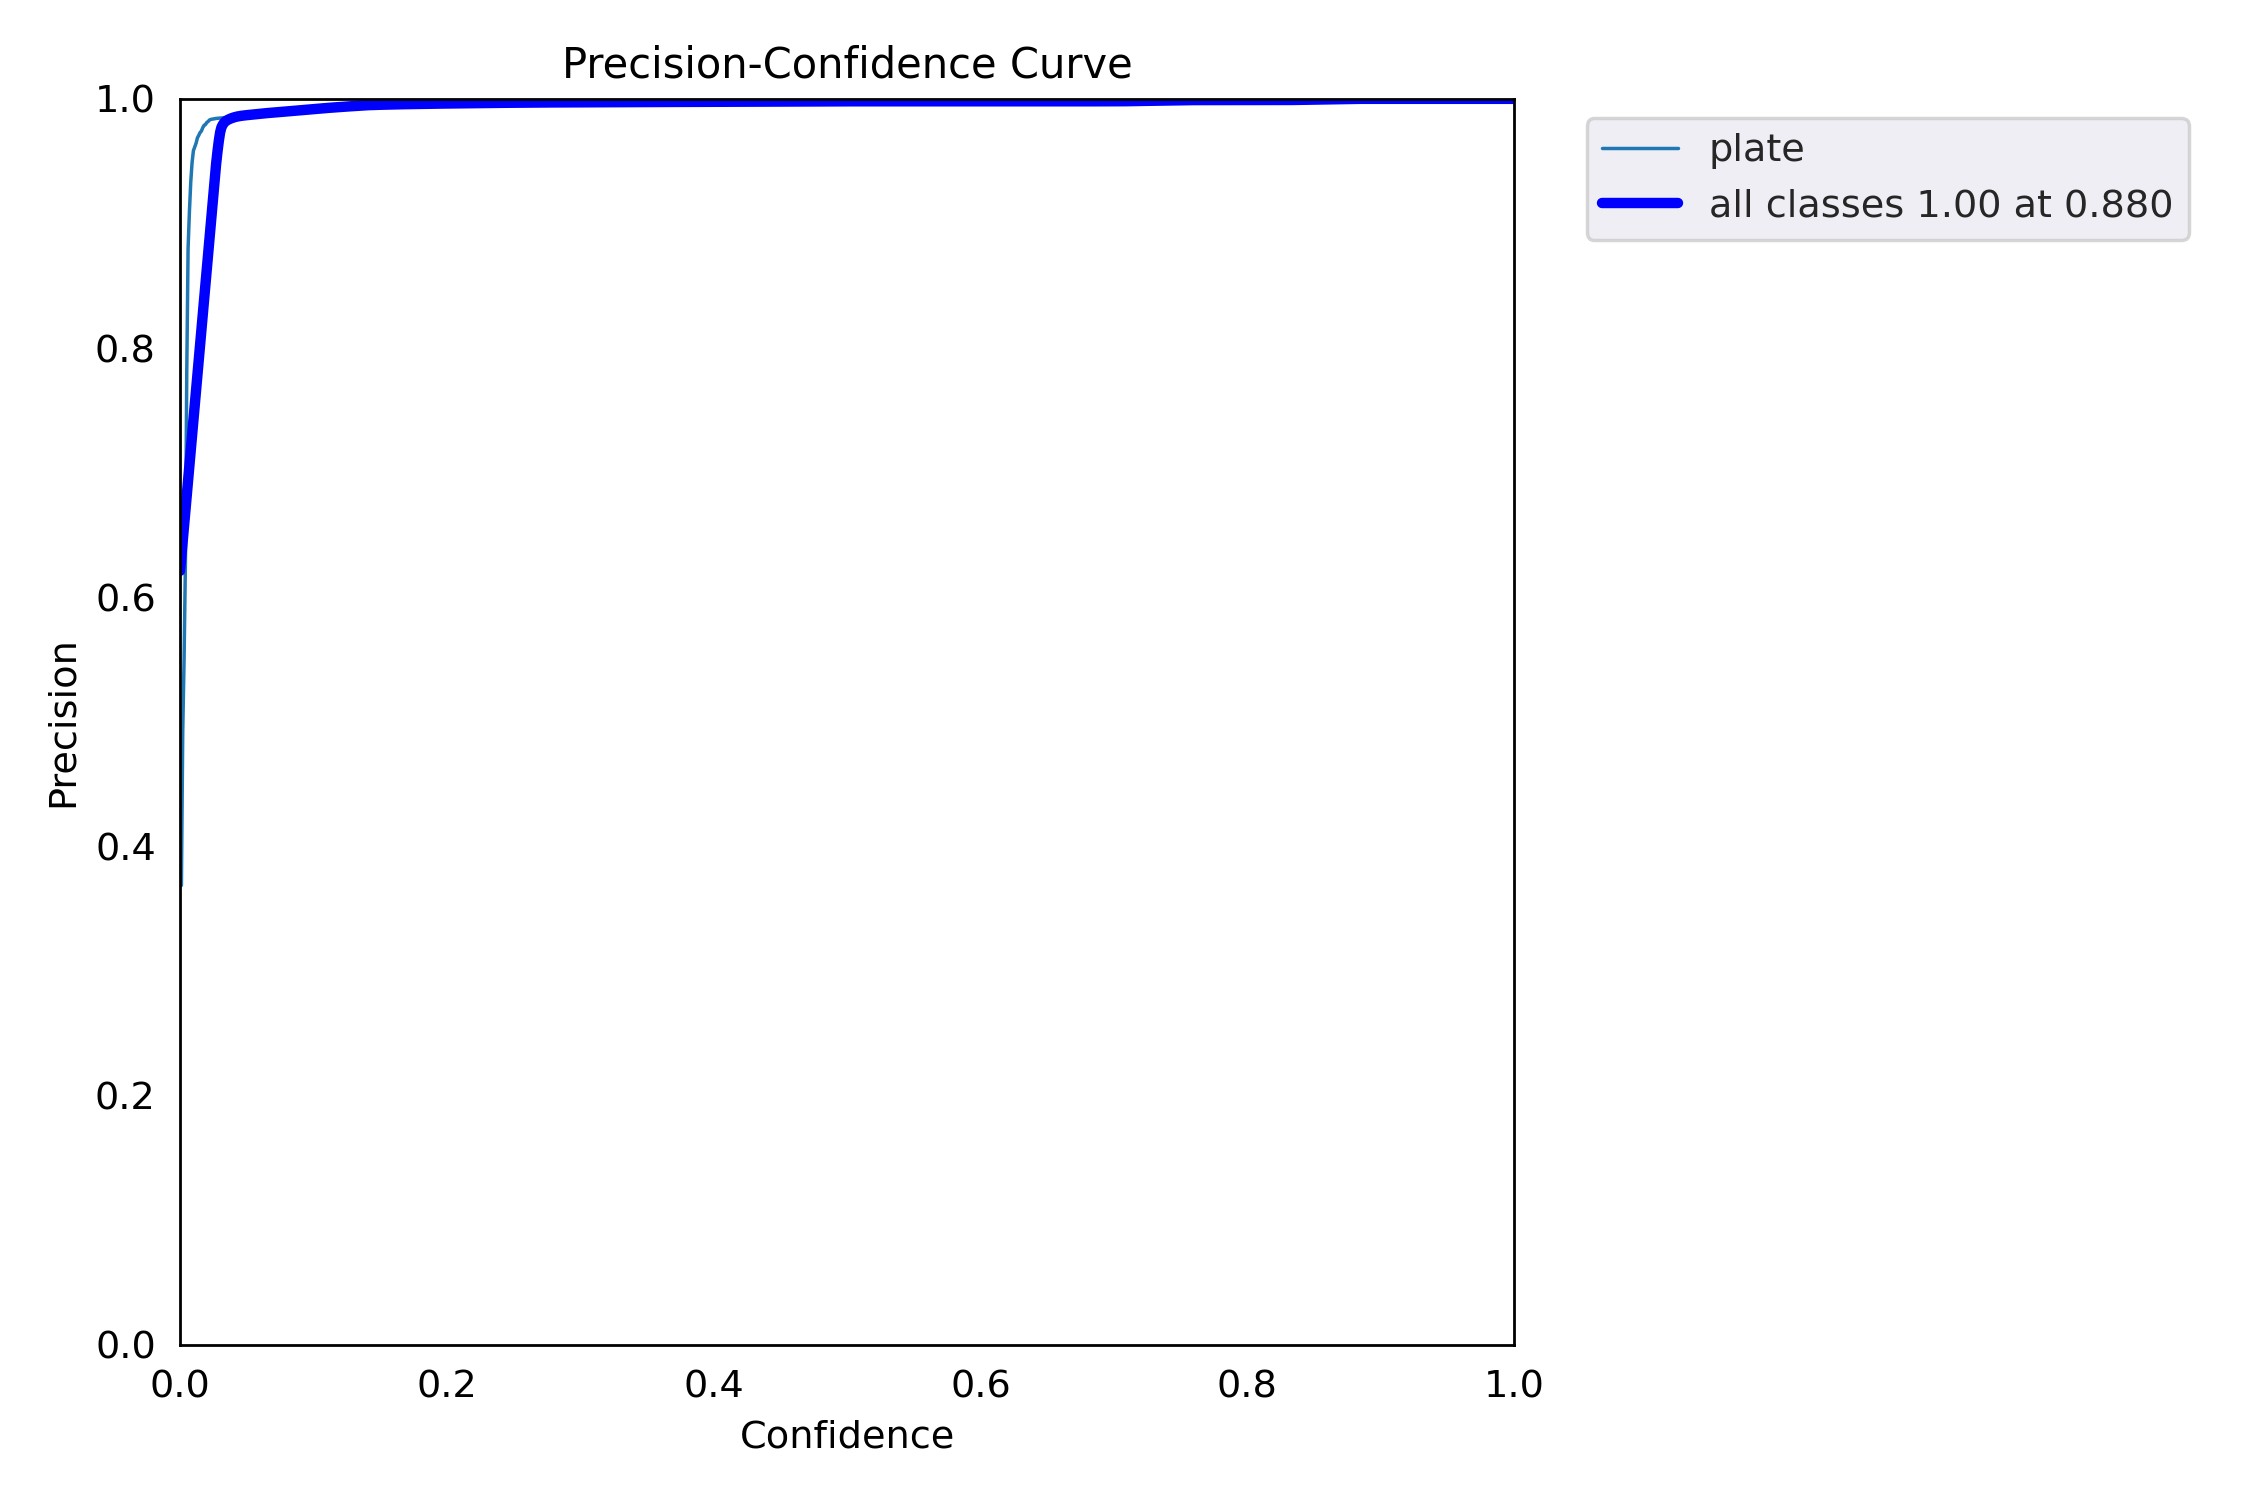 Precision-Confidence Curve
1.0
0.8
0.6
0.4
0.2
0.0
Precision
0.0 0.2 0.4 0.6 0.8 1.0
Confidence
plate
all classes 1.00 at 0.880